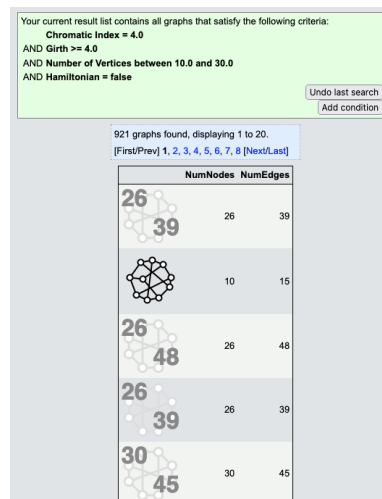 Your current result list contains all graphs that satisfy the following criteria:
Chromatic Index = 4.0
AND Girth >= 4.0
AND Number of Vertices between 10.0 and 30.0
AND Hamiltonian = false
Undo last search
Add condition
921 graphs found, displaying 1 to 20.
[First/Prev] 1, 2, 3, 4, 5, 6, 7, 8 [Next/Last]
NumNodes NumEdges
26
39
26 39
10 15
26
48
26 48
26
39
26 39
30
45
30 45